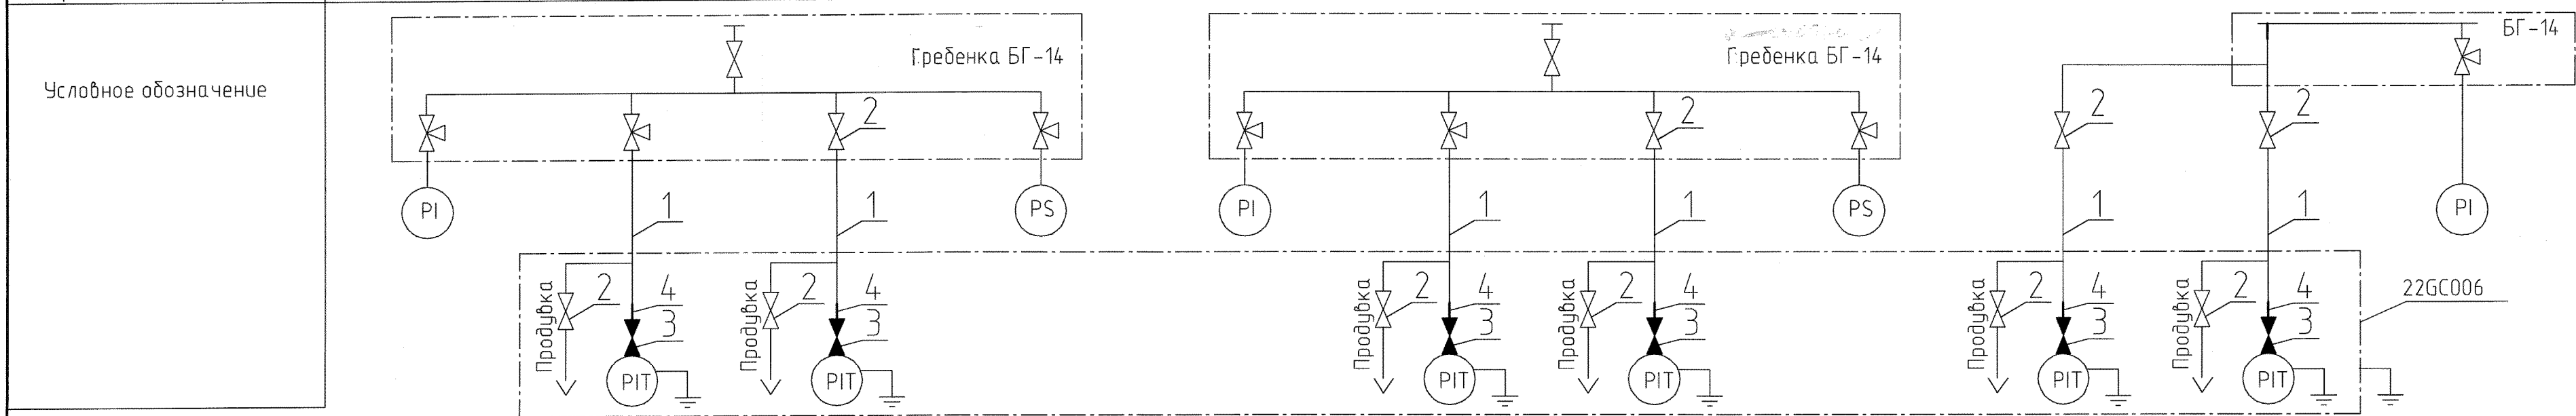 Условное обозначение
Гребенка БГ-14
Гребенка БГ-14
БГ-14
2
2
2
2
PI
1
1
PS
PI
1
1
PS
1
1
PI
Продувка
2
4
3
Продувка
2
4
3
Продувка
2
4
3
Продувка
2
4
3
Продувка
2
4
3
Продувка
2
4
3
22GC006
PIT
PIT
PIT
PIT
PIT
PIT